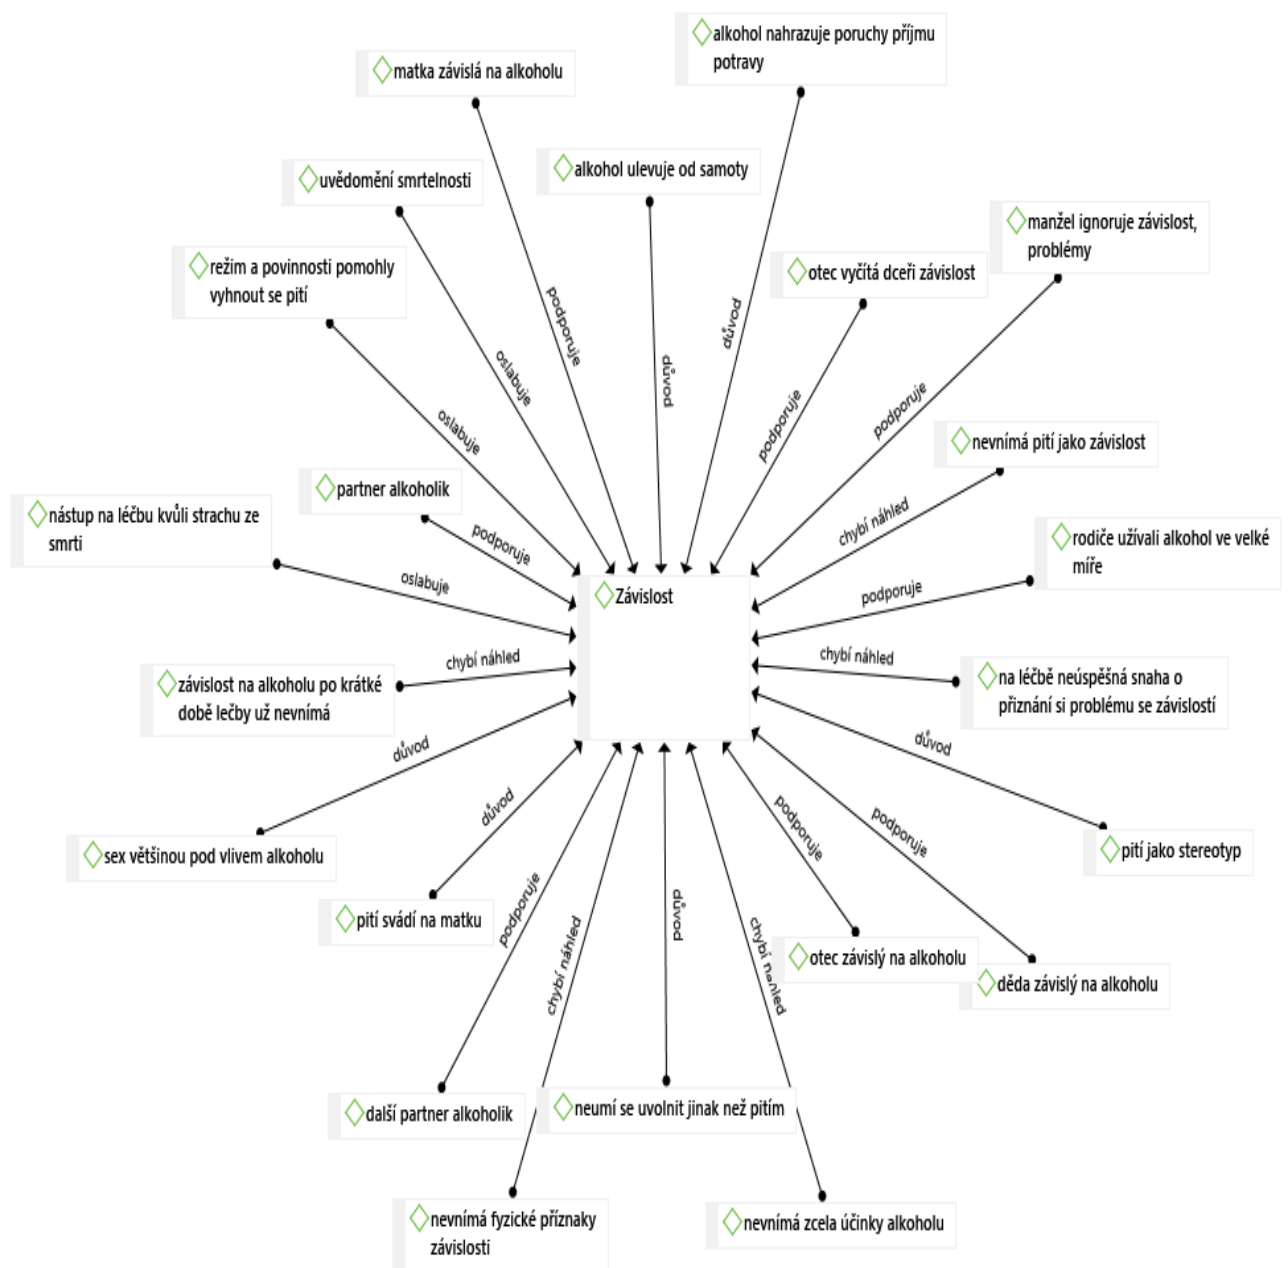 alkohol nahrazuje poruchy příjmu
potravy
matka závislá na alkoholu
alkohol ulevuje od samoty
uvědomění smrtelnosti
manžel ignoruje závislost,
problémy
režim a povinnosti pomohly
vyhnout se pití
otec vyčítá dceři závislost
podporuje
důvod
oslabuje
důvod
podporuje
podporuje
oslabuje
nevnímá pití jako závislost
partner alkoholik
nástup na léčbu kvůli strachu ze
smrti
podporuje
chybí náhled
rodiče užívali alkohol ve velké
míře
oslabuje
podporuje
Závislost
chybí náhled
chybí náhled
závislost na alkoholu po krátké
době lečby už nevnímá
na léčbě neúspěšná snaha o
přiznání si problému se závislostí
důvod
důvod
důvod
podporuje
podporuje
sex většinou pod vlivem alkoholu
pití jako stereotyp
pití svádí na matku
podporuje
důvod
chybí náhled
chybí náhled
otec závislý na alkoholu
děda závislý na alkoholu
další partner alkoholik
neumí se uvolnit jinak než pitím
nevnímá fyzické příznaky
závislosti
nevnímá zcela účinky alkoholu